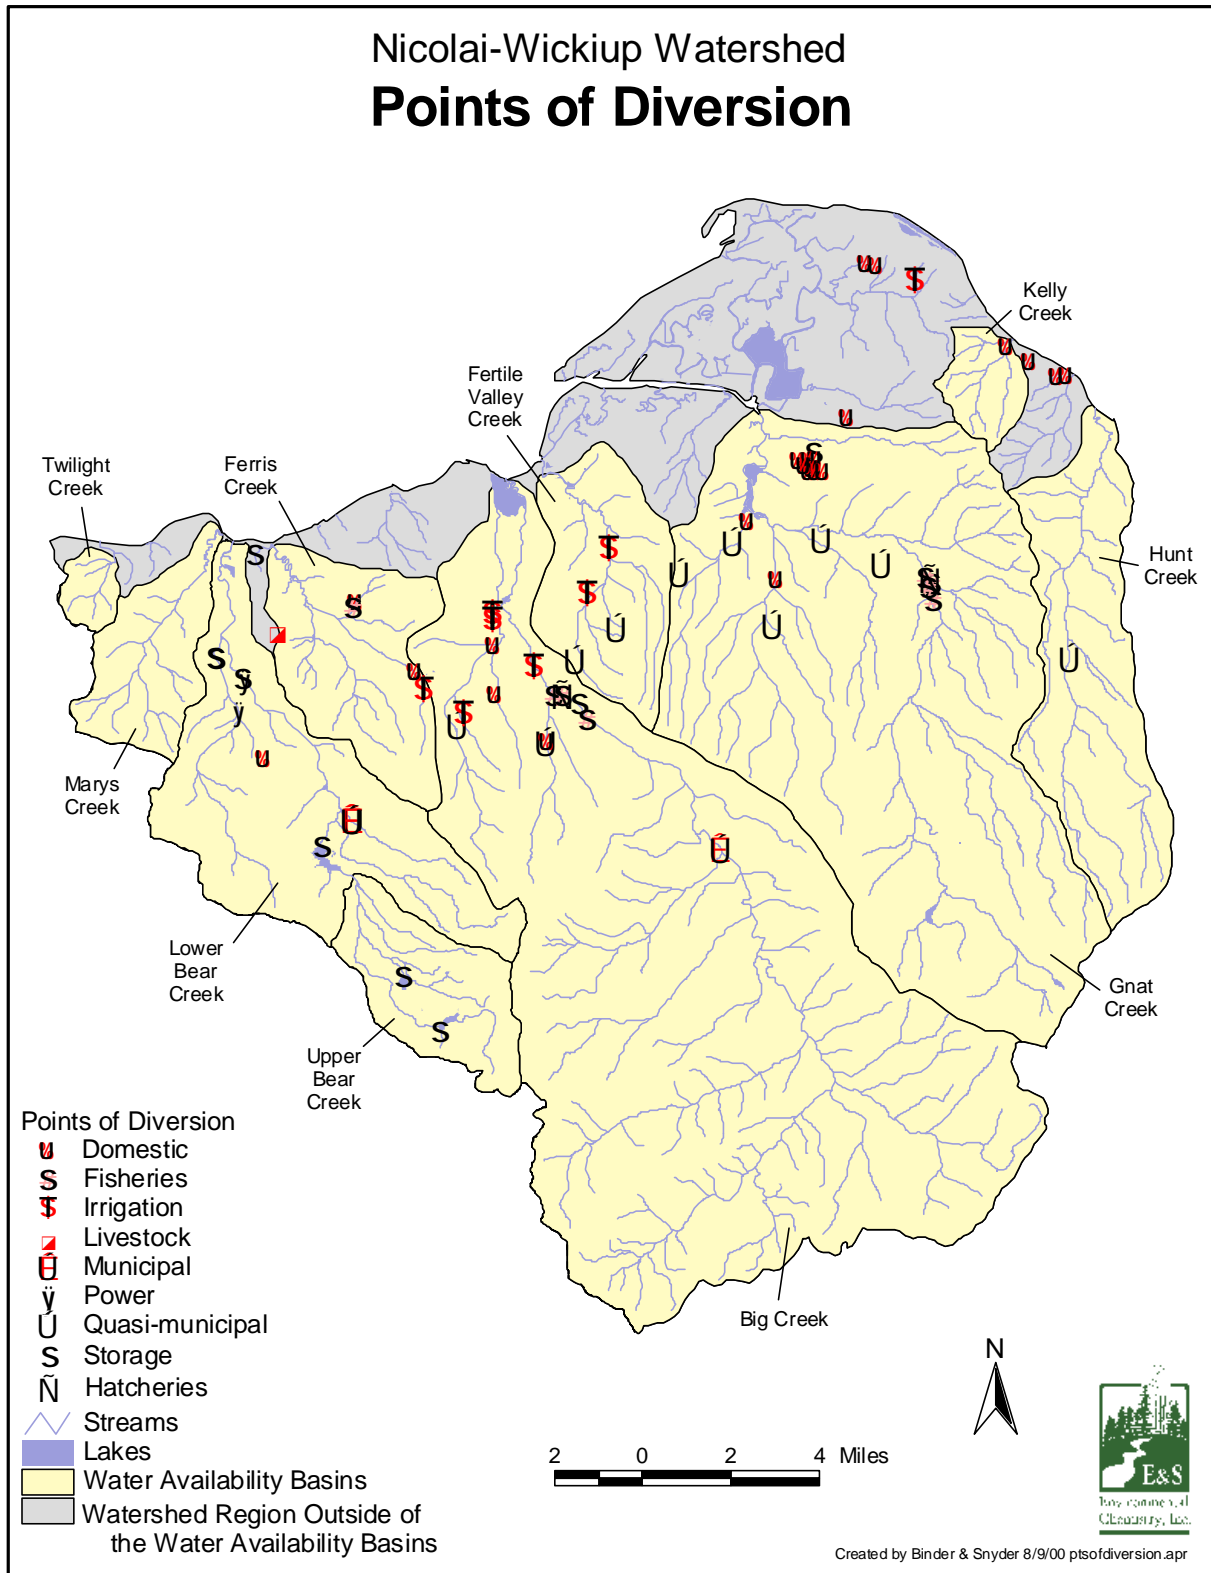 Nicolai-Wickiup Watershed
Points of Diversion
Kelly
Creek
Fertile
Valley
Creek
Twilight
Creek
Ferris
Creek
Hunt
Creek
Marys
Creek
Lower
Bear
Creek
Gnat
Creek
Upper
Bear
Creek
Big Creek
Points of Diversion
Domestic
Fisheries
Irrigation
Livestock
Municipal
Power
Quasi-municipal
Storage
Hatcheries
Streams
Lakes
Water Availability Basins
Watershed Region Outside of
the Water Availability Basins
N
2 0 2 4 Miles
E&S
Environmental
Chemistry, Inc.
Created by Binder & Snyder 8/9/00 ptsofdiversion.apr